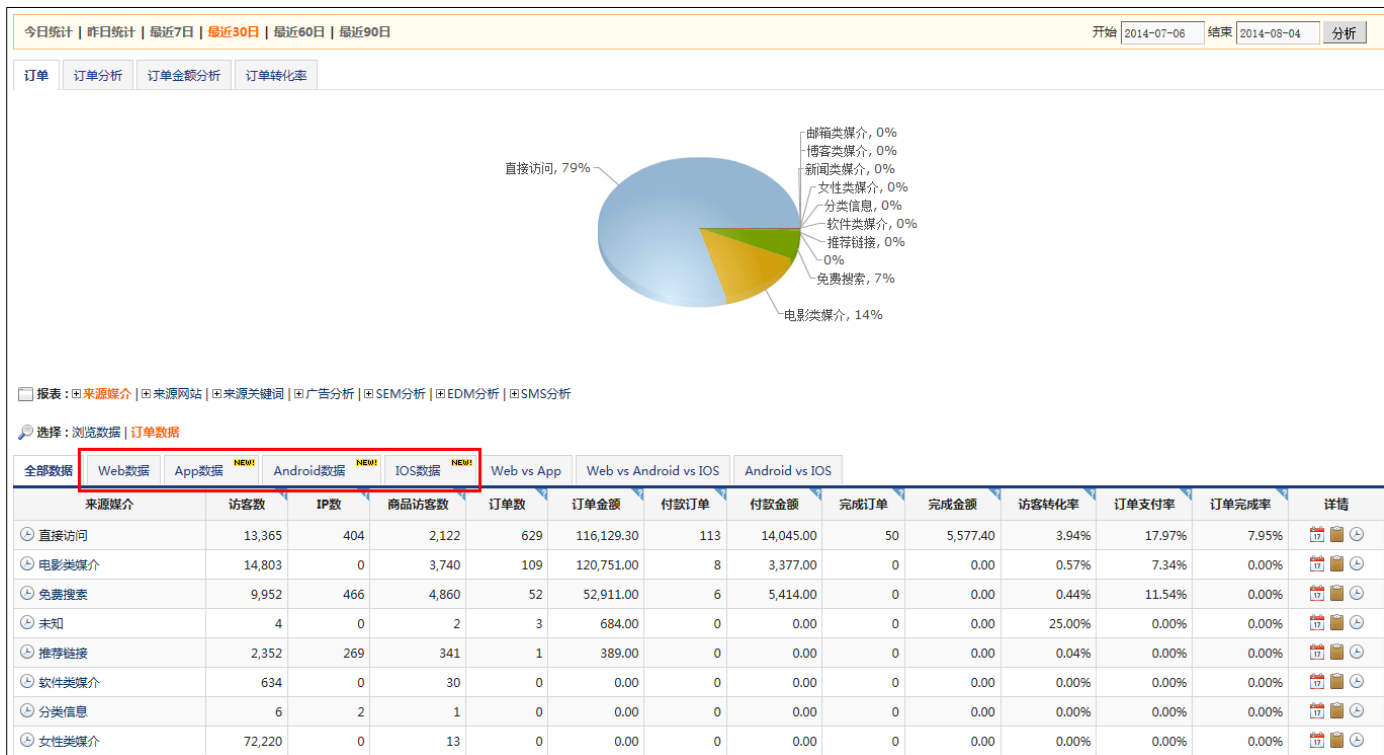 今日统计 | 昨日统计 | 最近7日 | 最近30日 | 最近60日 | 最近90日 开始 2014-07-06 结束 2014-08-04 分析
订单 订单分析 订单金额分析 订单转化率
邮箱类媒介, 0%
博客类媒介, 0%
直接访问, 79% 新闻类媒介, 0%
女性类媒介, 0%
分类信息, 0%
软件类媒介, 0%
推荐链接, 0%
0%
免费搜索, 7%
电影类媒介, 14%
报表 : 来源媒介 | 来源网站 | 来源关键词 | 广告分析 | SEM分析 | EDM分析 | SMS分析
选择 : 浏览数据 | 订单数据
全部数据 Web数据 App数据 NEW! Android数据 NEW! IOS数据 NEW! Web vs App Web vs Android vs IOS Android vs IOS
来源媒介 访客数 IP数 商品访客数 订单数 订单金额 付款订单 付款金额 完成订单 完成金额 访客转化率 订单支付率 订单完成率 详情
直接访问 13,365 404 2,122 629 116,129.30 113 14,045.00 50 5,577.40 3.94% 17.97% 7.95% 17
电影类媒介 14,803 0 3,740 109 120,751.00 8 3,377.00 0 0.00 0.57% 7.34% 0.00% 17
免费搜索 9,952 466 4,860 52 52,911.00 6 5,414.00 0 0.00 0.44% 11.54% 0.00% 17
未知 4 0 2 3 684.00 0 0.00 0 0.00 25.00% 0.00% 0.00% 17
推荐链接 2,352 269 341 1 389.00 0 0.00 0 0.00 0.04% 0.00% 0.00% 17
软件类媒介 634 0 30 0 0.00 0 0.00 0 0.00 0.00% 0.00% 0.00% 17
分类信息 6 2 1 0 0.00 0 0.00 0 0.00 0.00% 0.00% 0.00% 17
女性类媒介 72,220 0 13 0 0.00 0 0.00 0 0.00 0.00% 0.00% 0.00% 17